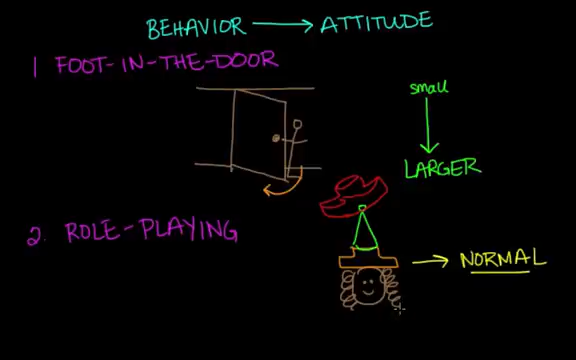 BEHAVIOR → ATTITUDE
1 FOOT-IN-THE-DOOR
small
LARGER
2. ROLE-PLAYING
→ NORMAL